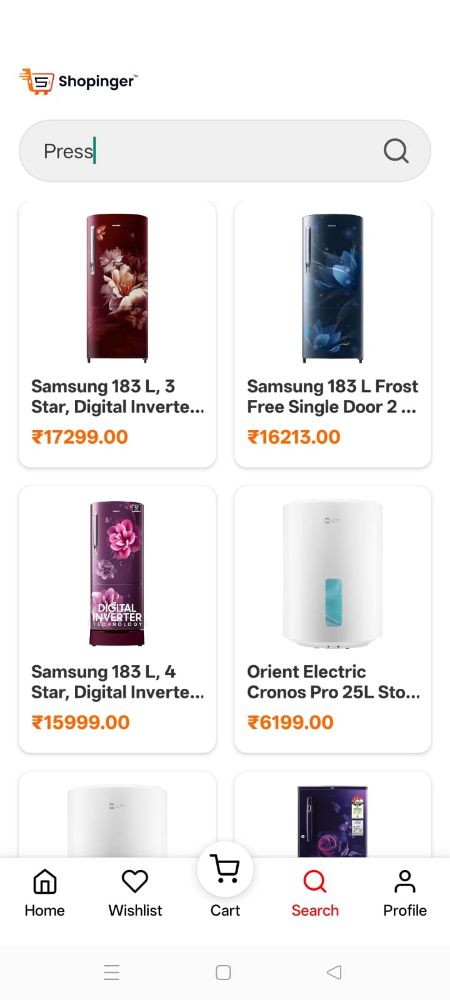 Shopinger™
Press
Samsung 183 L, 3
Star, Digital Inverte...
₹17299.00
Samsung 183 L Frost
Free Single Door 2 ...
₹16213.00
DIGITAL
INVERTER
TECHNOLOGY
Samsung 183 L, 4
Star, Digital Inverte...
₹15999.00
Orient Electric
Cronos Pro 25L Sto...
₹6199.00
Home
Wishlist
Cart
Search
Profile